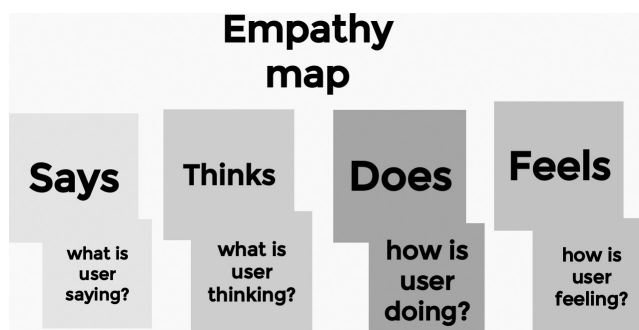 Empathy
map
Says
Thinks
Does
Feels
what is
user
saying?
what is
user
thinking?
how is
user
doing?
how is
user
feeling?